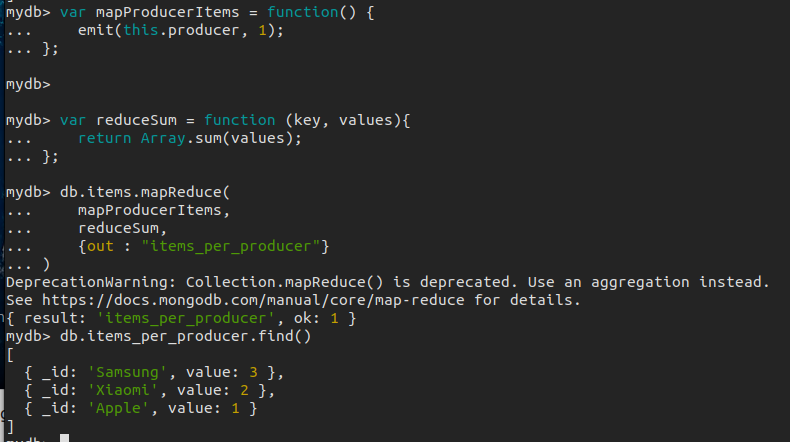 mydb> var mapProducerItems = function() {
...     emit(this.producer, 1);
... };
mydb>
mydb> var reduceSum = function (key, values){
...     return Array.sum(values);
... };
mydb> db.items.mapReduce(
...     mapProducerItems,
...     reduceSum,
...     {out : "items_per_producer"}
... )
DeprecationWarning: Collection.mapReduce() is deprecated. Use an aggregation instead.
See https://docs.mongodb.com/manual/core/map-reduce for details.
{ result: 'items_per_producer', ok: 1 }
mydb> db.items_per_producer.find()
[
  { _id: 'Samsung', value: 3 },
  { _id: 'Xiaomi', value: 2 },
  { _id: 'Apple', value: 1 }
]
mydb>